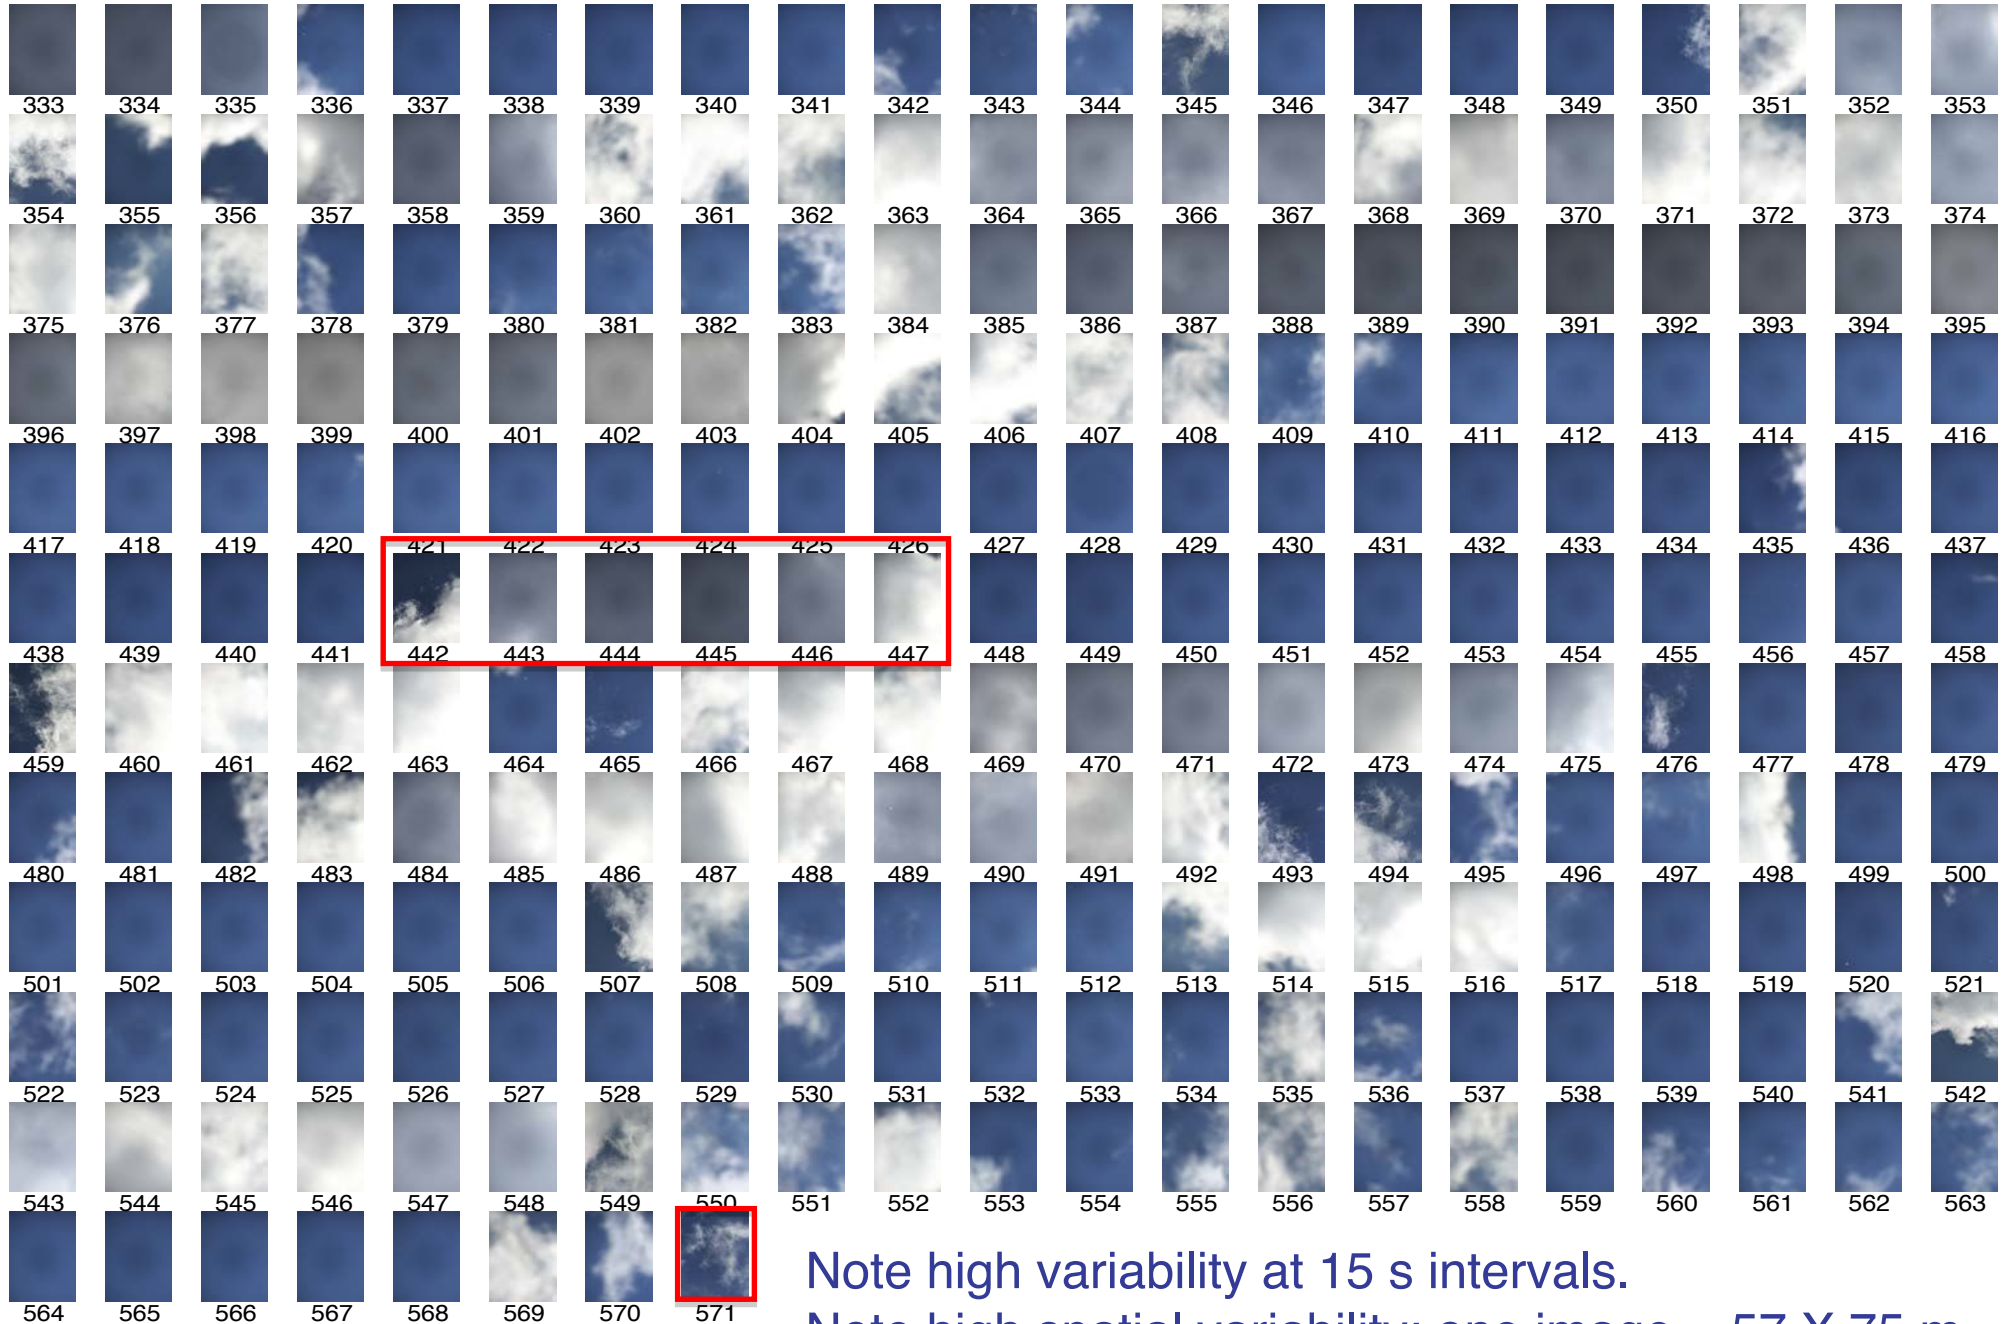 333 334 335 336 337 338 339 340 341 342 343 344 345 346 347 348 349 350 351 352 353
354 355 356 357 358 359 360 361 362 363 364 365 366 367 368 369 370 371 372 373 374
375 376 377 378 379 380 381 382 383 384 385 386 387 388 389 390 391 392 393 394 395
396 397 398 399 400 401 402 403 404 405 406 407 408 409 410 411 412 413 414 415 416
417 418 419 420 421 422 423 424 425 426 427 428 429 430 431 432 433 434 435 436 437
438 439 440 441 442 443 444 445 446 447 448 449 450 451 452 453 454 455 456 457 458
459 460 461 462 463 464 465 466 467 468 469 470 471 472 473 474 475 476 477 478 479
480 481 482 483 484 485 486 487 488 489 490 491 492 493 494 495 496 497 498 499 500
501 502 503 504 505 506 507 508 509 510 511 512 513 514 515 516 517 518 519 520 521
522 523 524 525 526 527 528 529 530 531 532 533 534 535 536 537 538 539 540 541 542
543 544 545 546 547 548 549 550 551 552 553 554 555 556 557 558 559 560 561 562 563
564 565 566 567 568 569 570 571
Note high variability at 15 s intervals.
Note high spatial variability; one image 57 X 75 m